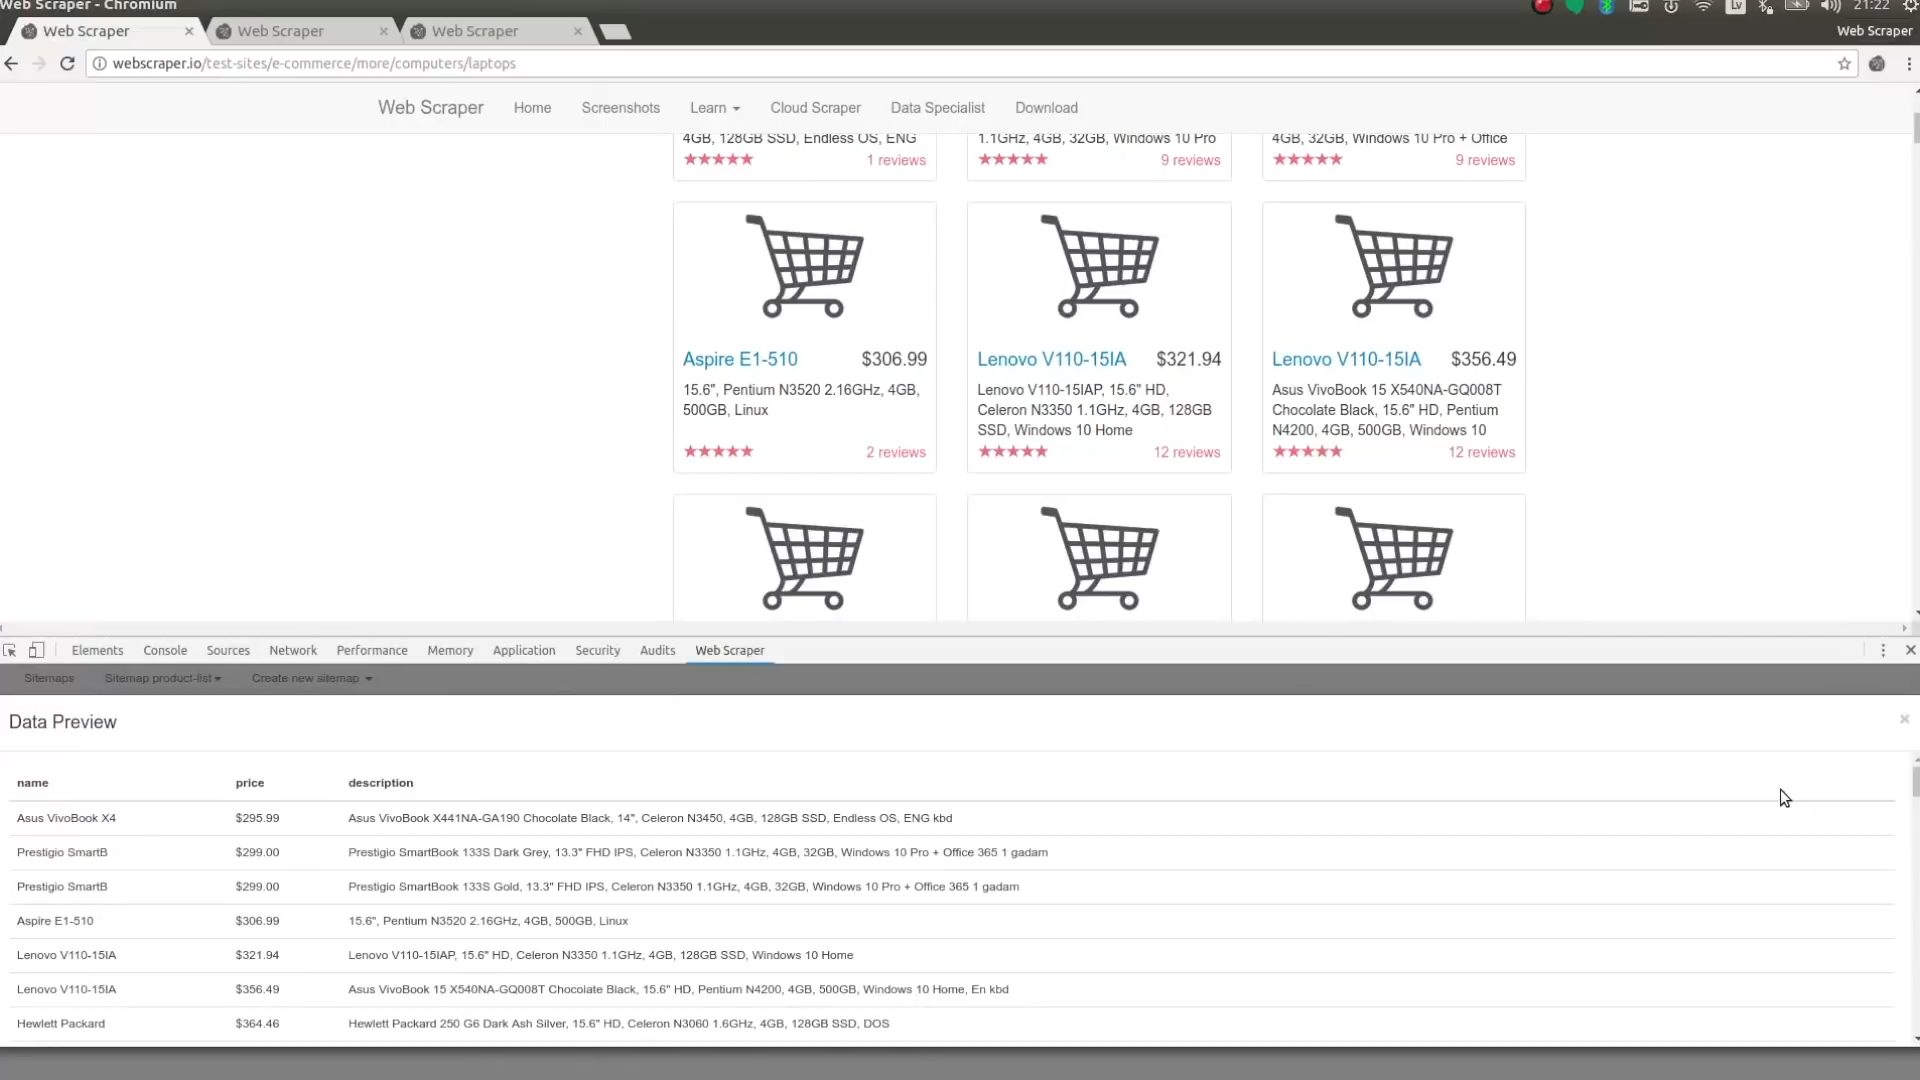 Web Scraper - Chromium
Lv 21:22
Web Scraper Web Scraper Web Scraper Web Scraper
webscraper.io/test-sites/e-commerce/more/computers/laptops
Web Scraper Home Screenshots Learn Cloud Scraper Data Specialist Download
4GB, 128GB SSD, Endless OS, ENG
1 reviews
1.1GHz, 4GB, 32GB, Windows 10 Pro
9 reviews
4GB, 32GB, Windows 10 Pro + Office
9 reviews
Aspire E1-510 $306.99
15.6", Pentium N3520 2.16GHz, 4GB,
500GB, Linux
2 reviews
Lenovo V110-15IA $321.94
Lenovo V110-15IAP, 15.6" HD,
Celeron N3350 1.1GHz, 4GB, 128GB
SSD, Windows 10 Home
12 reviews
Lenovo V110-15IA $356.49
Asus VivoBook 15 X540NA-GQ008T
Chocolate Black, 15.6" HD, Pentium
N4200, 4GB, 500GB, Windows 10
12 reviews
Elements Console Sources Network Performance Memory Application Security Audits Web Scraper
Sitemaps Sitemap product-list Create new sitemap
Data Preview
name price description
Asus VivoBook X4 $295.99 Asus VivoBook X441NA-GA190 Chocolate Black, 14", Celeron N3450, 4GB, 128GB SSD, Endless OS, ENG kbd
Prestigio SmartB $299.00 Prestigio SmartBook 133S Dark Grey, 13.3" FHD IPS, Celeron N3350 1.1GHz, 4GB, 32GB, Windows 10 Pro + Office 365 1 gadam
Prestigio SmartB $299.00 Prestigio SmartBook 133S Gold, 13.3" FHD IPS, Celeron N3350 1.1GHz, 4GB, 32GB, Windows 10 Pro + Office 365 1 gadam
Aspire E1-510 $306.99 15.6", Pentium N3520 2.16GHz, 4GB, 500GB, Linux
Lenovo V110-15IA $321.94 Lenovo V110-15IAP, 15.6" HD, Celeron N3350 1.1GHz, 4GB, 128GB SSD, Windows 10 Home
Lenovo V110-15IA $356.49 Asus VivoBook 15 X540NA-GQ008T Chocolate Black, 15.6" HD, Pentium N4200, 4GB, 500GB, Windows 10 Home, En kbd
Hewlett Packard $364.46 Hewlett Packard 250 G6 Dark Ash Silver, 15.6" HD, Celeron N3060 1.6GHz, 4GB, 128GB SSD, DOS